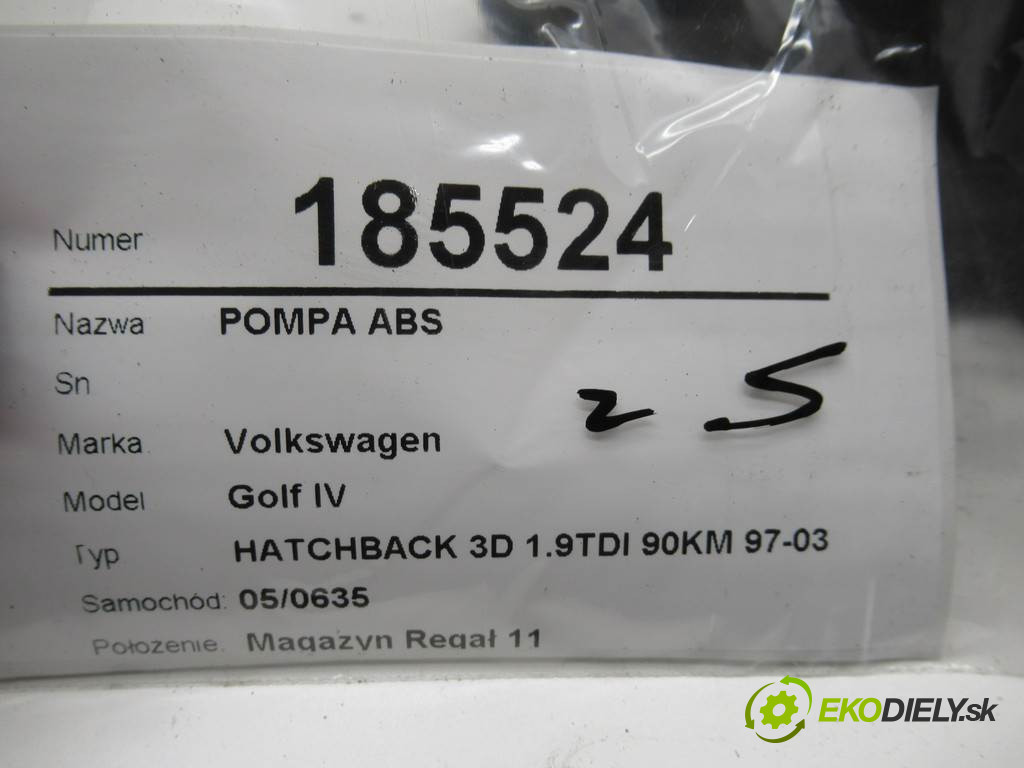 Numer 185524
Nazwa POMPA ABS
Sn
25
Marka Volkswagen
Model Golf IV
Typ HATCHBACK 3D 1.9TDI 90KM 97-03
Samochód: 05/0635
Położenie: Magazyn Regał 11
EKODIELY.sk